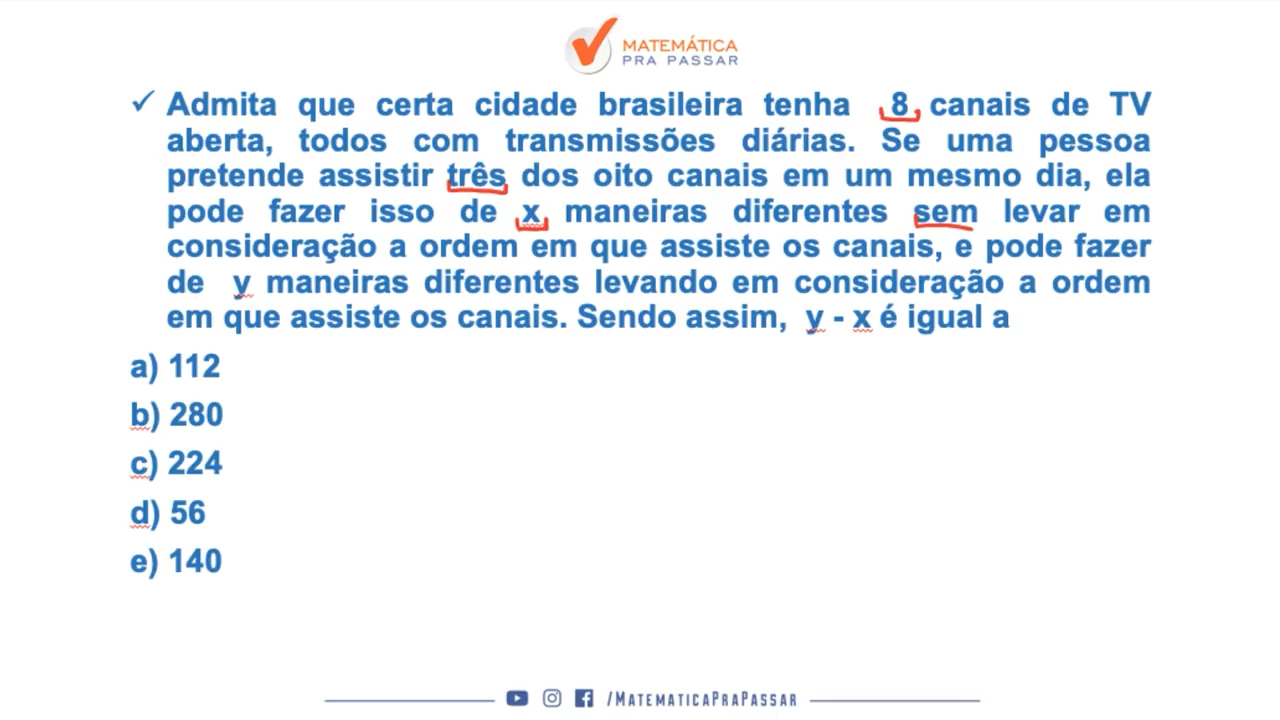 MATEMÁTICA
PRA PASSAR
✓ Admita que certa cidade brasileira tenha 8 canais de TV
aberta, todos com transmissões diárias. Se uma pessoa
pretende assistir três dos oito canais em um mesmo dia, ela
pode fazer isso de x maneiras diferentes sem levar em
consideração a ordem em que assiste os canais, e pode fazer
de y maneiras diferentes levando em consideração a ordem
em que assiste os canais. Sendo assim, y - x é igual a
a) 112
b) 280
c) 224
d) 56
e) 140
/MATEMATICAPRAPASSAR